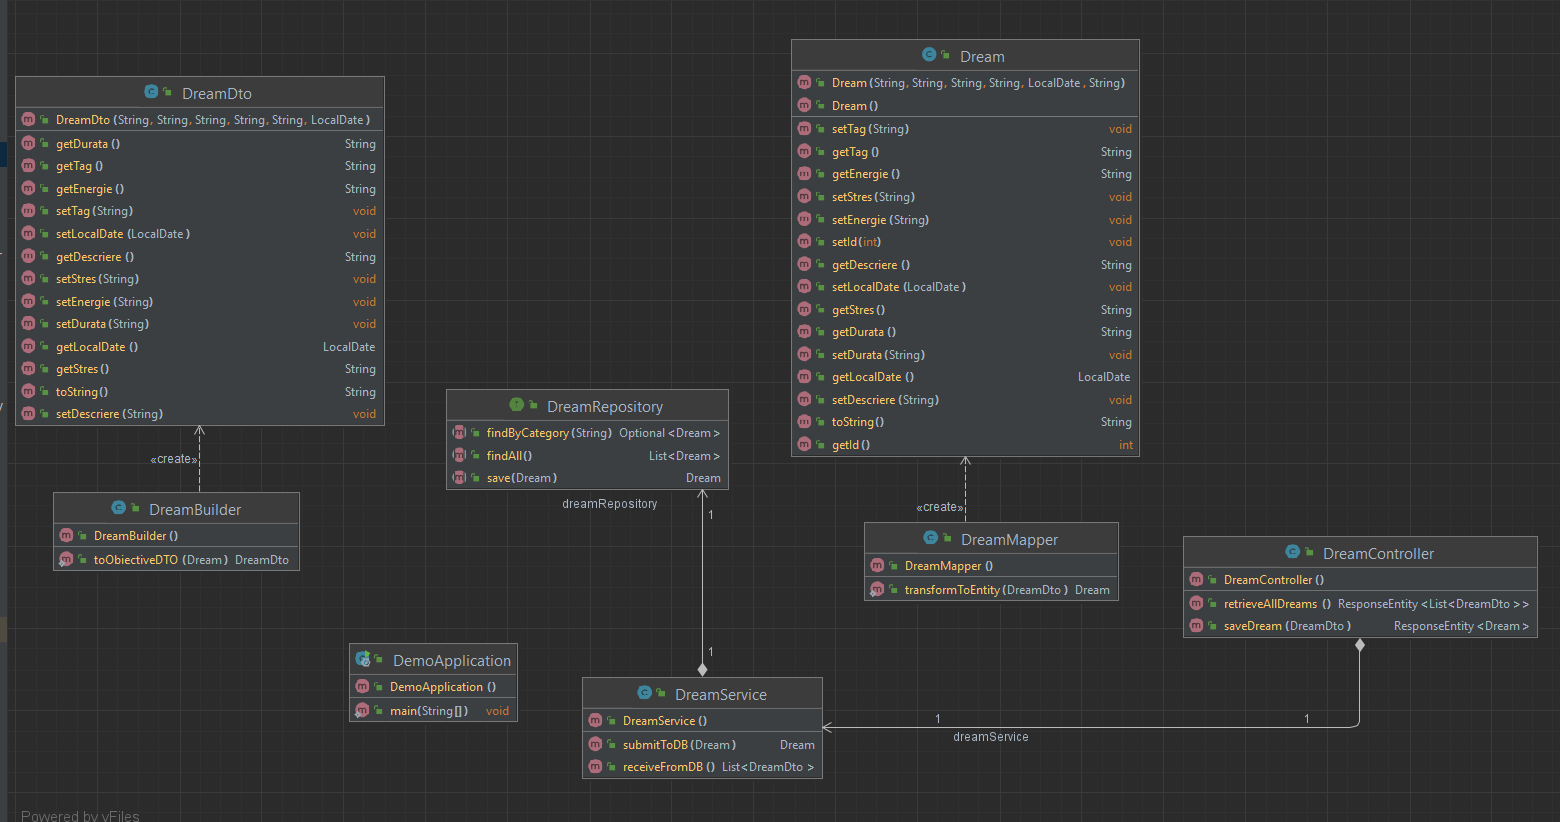 DreamDto
DreamDto (String, String, String, String, String, LocalDate )
getDurata () String
getTag () String
getEnergie () String
setTag (String) void
setLocalDate (LocalDate ) void
getDescriere () String
setStres (String) void
setEnergie (String) void
setDurata (String) void
getLocalDate () LocalDate
getStres () String
toString() String
setDescriere (String) void
«create»
DreamBuilder
DreamBuilder ()
toObiectiveDTO (Dream ) DreamDto
DreamRepository
findByCategory (String) Optional <Dream >
findAll() List<Dream >
save (Dream ) Dream
dreamRepository
1
1
Dream
Dream (String, String, String, String, LocalDate , String)
Dream ()
setTag (String) void
getTag () String
getEnergie () String
setStres (String) void
setEnergie (String) void
setId (int) void
getDescriere () String
setLocalDate (LocalDate ) void
getStres () String
getDurata () String
setDurata (String) void
getLocalDate () LocalDate
setDescriere (String) void
toString() String
getId () int
«create»
DreamMapper
DreamMapper ()
transformToEntity (DreamDto ) Dream
DreamController
DreamController ()
retrieveAllDreams () ResponseEntity <List<DreamDto >>
saveDream (DreamDto ) ResponseEntity <Dream >
DemoApplication
DemoApplication ()
main(String[]) void
DreamService
DreamService ()
submitToDB (Dream ) Dream
receiveFromDB () List<DreamDto >
1
1
dreamService
Powered by yFiles